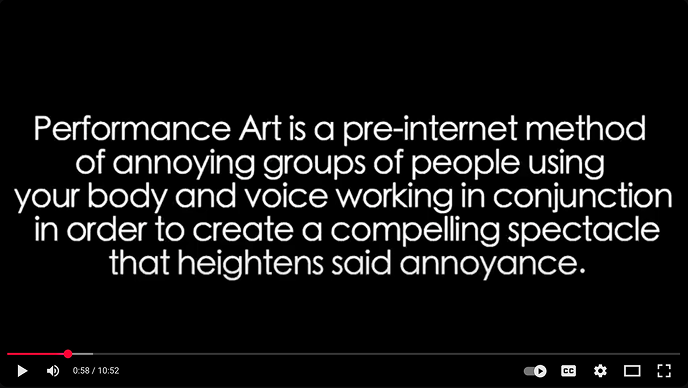 Performance Art is a pre-internet method
of annoying groups of people using
your body and voice working in conjunction
in order to create a compelling spectacle
that heightens said annoyance.
0:58 / 10:52
CC